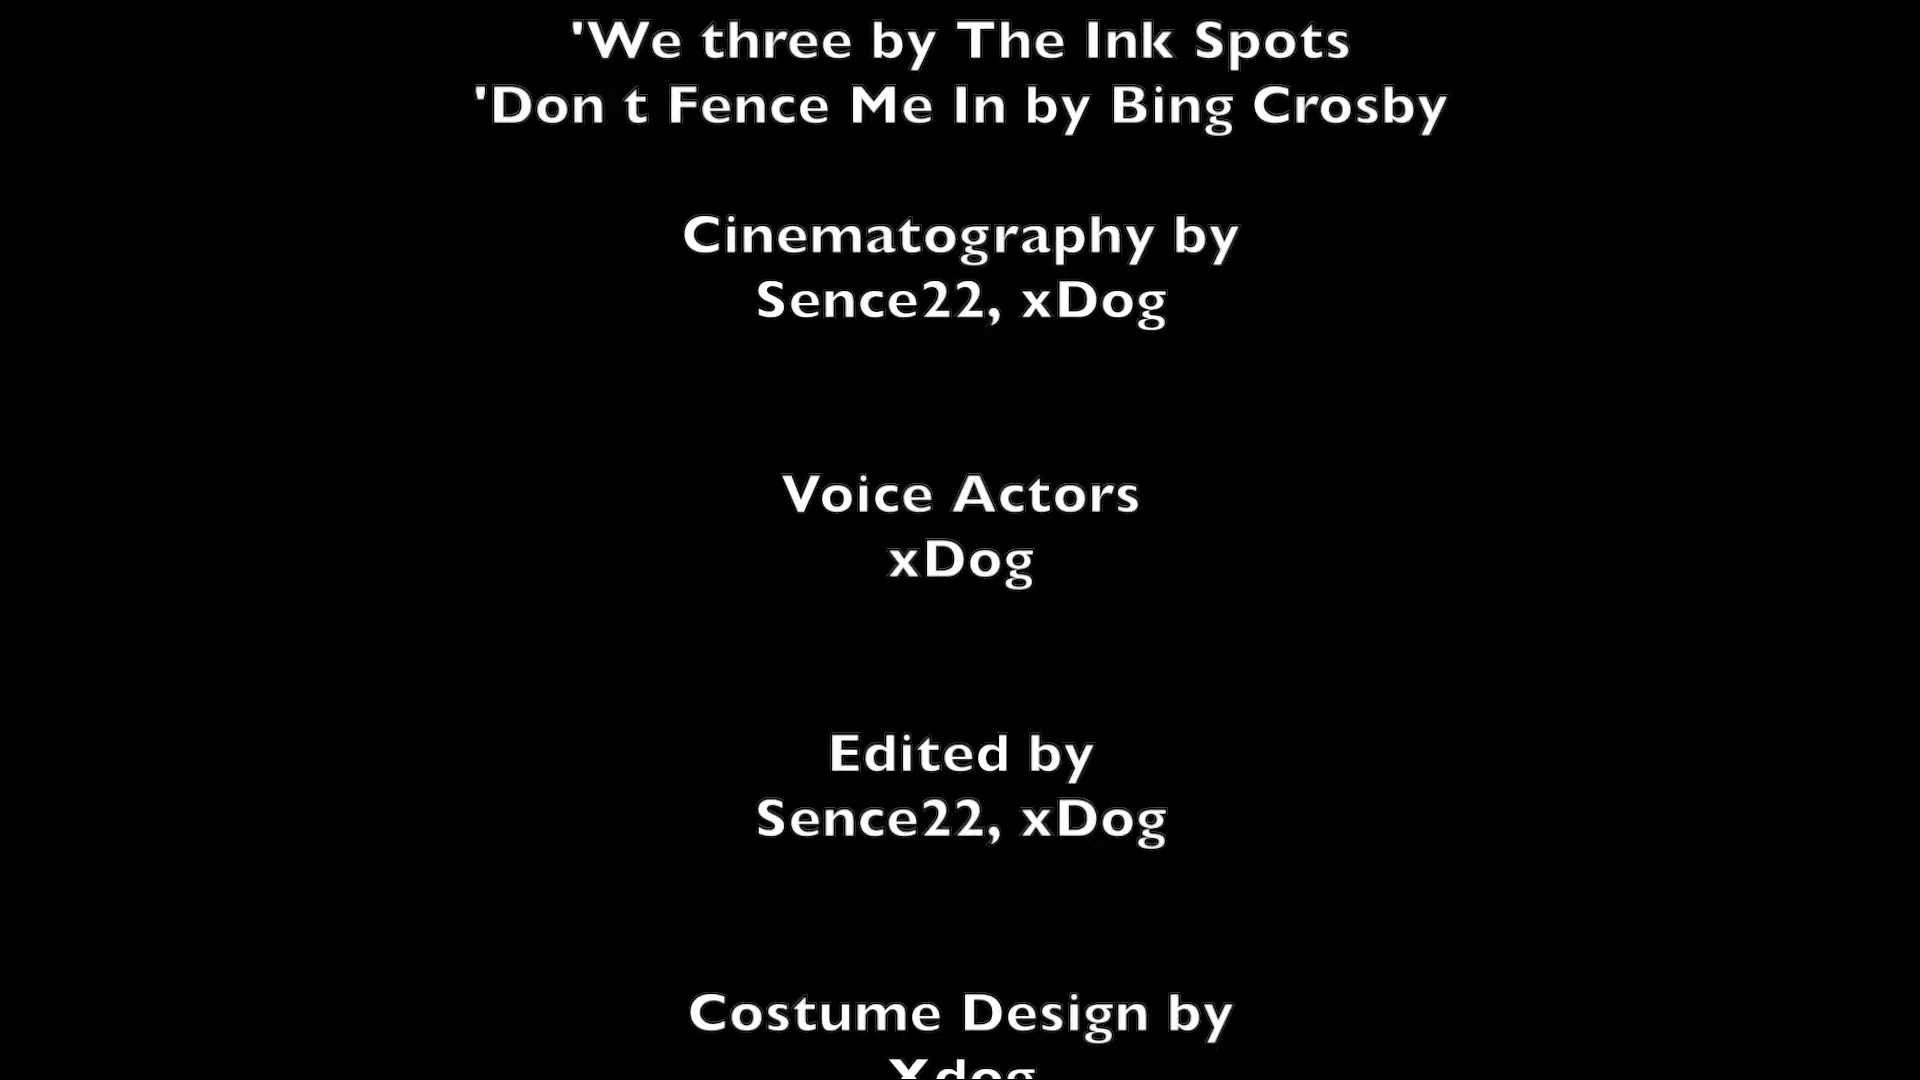 'We three by The Ink Spots
'Don t Fence Me In by Bing Crosby
Cinematography by
Sence22, xDog
Voice Actors
xDog
Edited by
Sence22, xDog
Costume Design by
Xdog